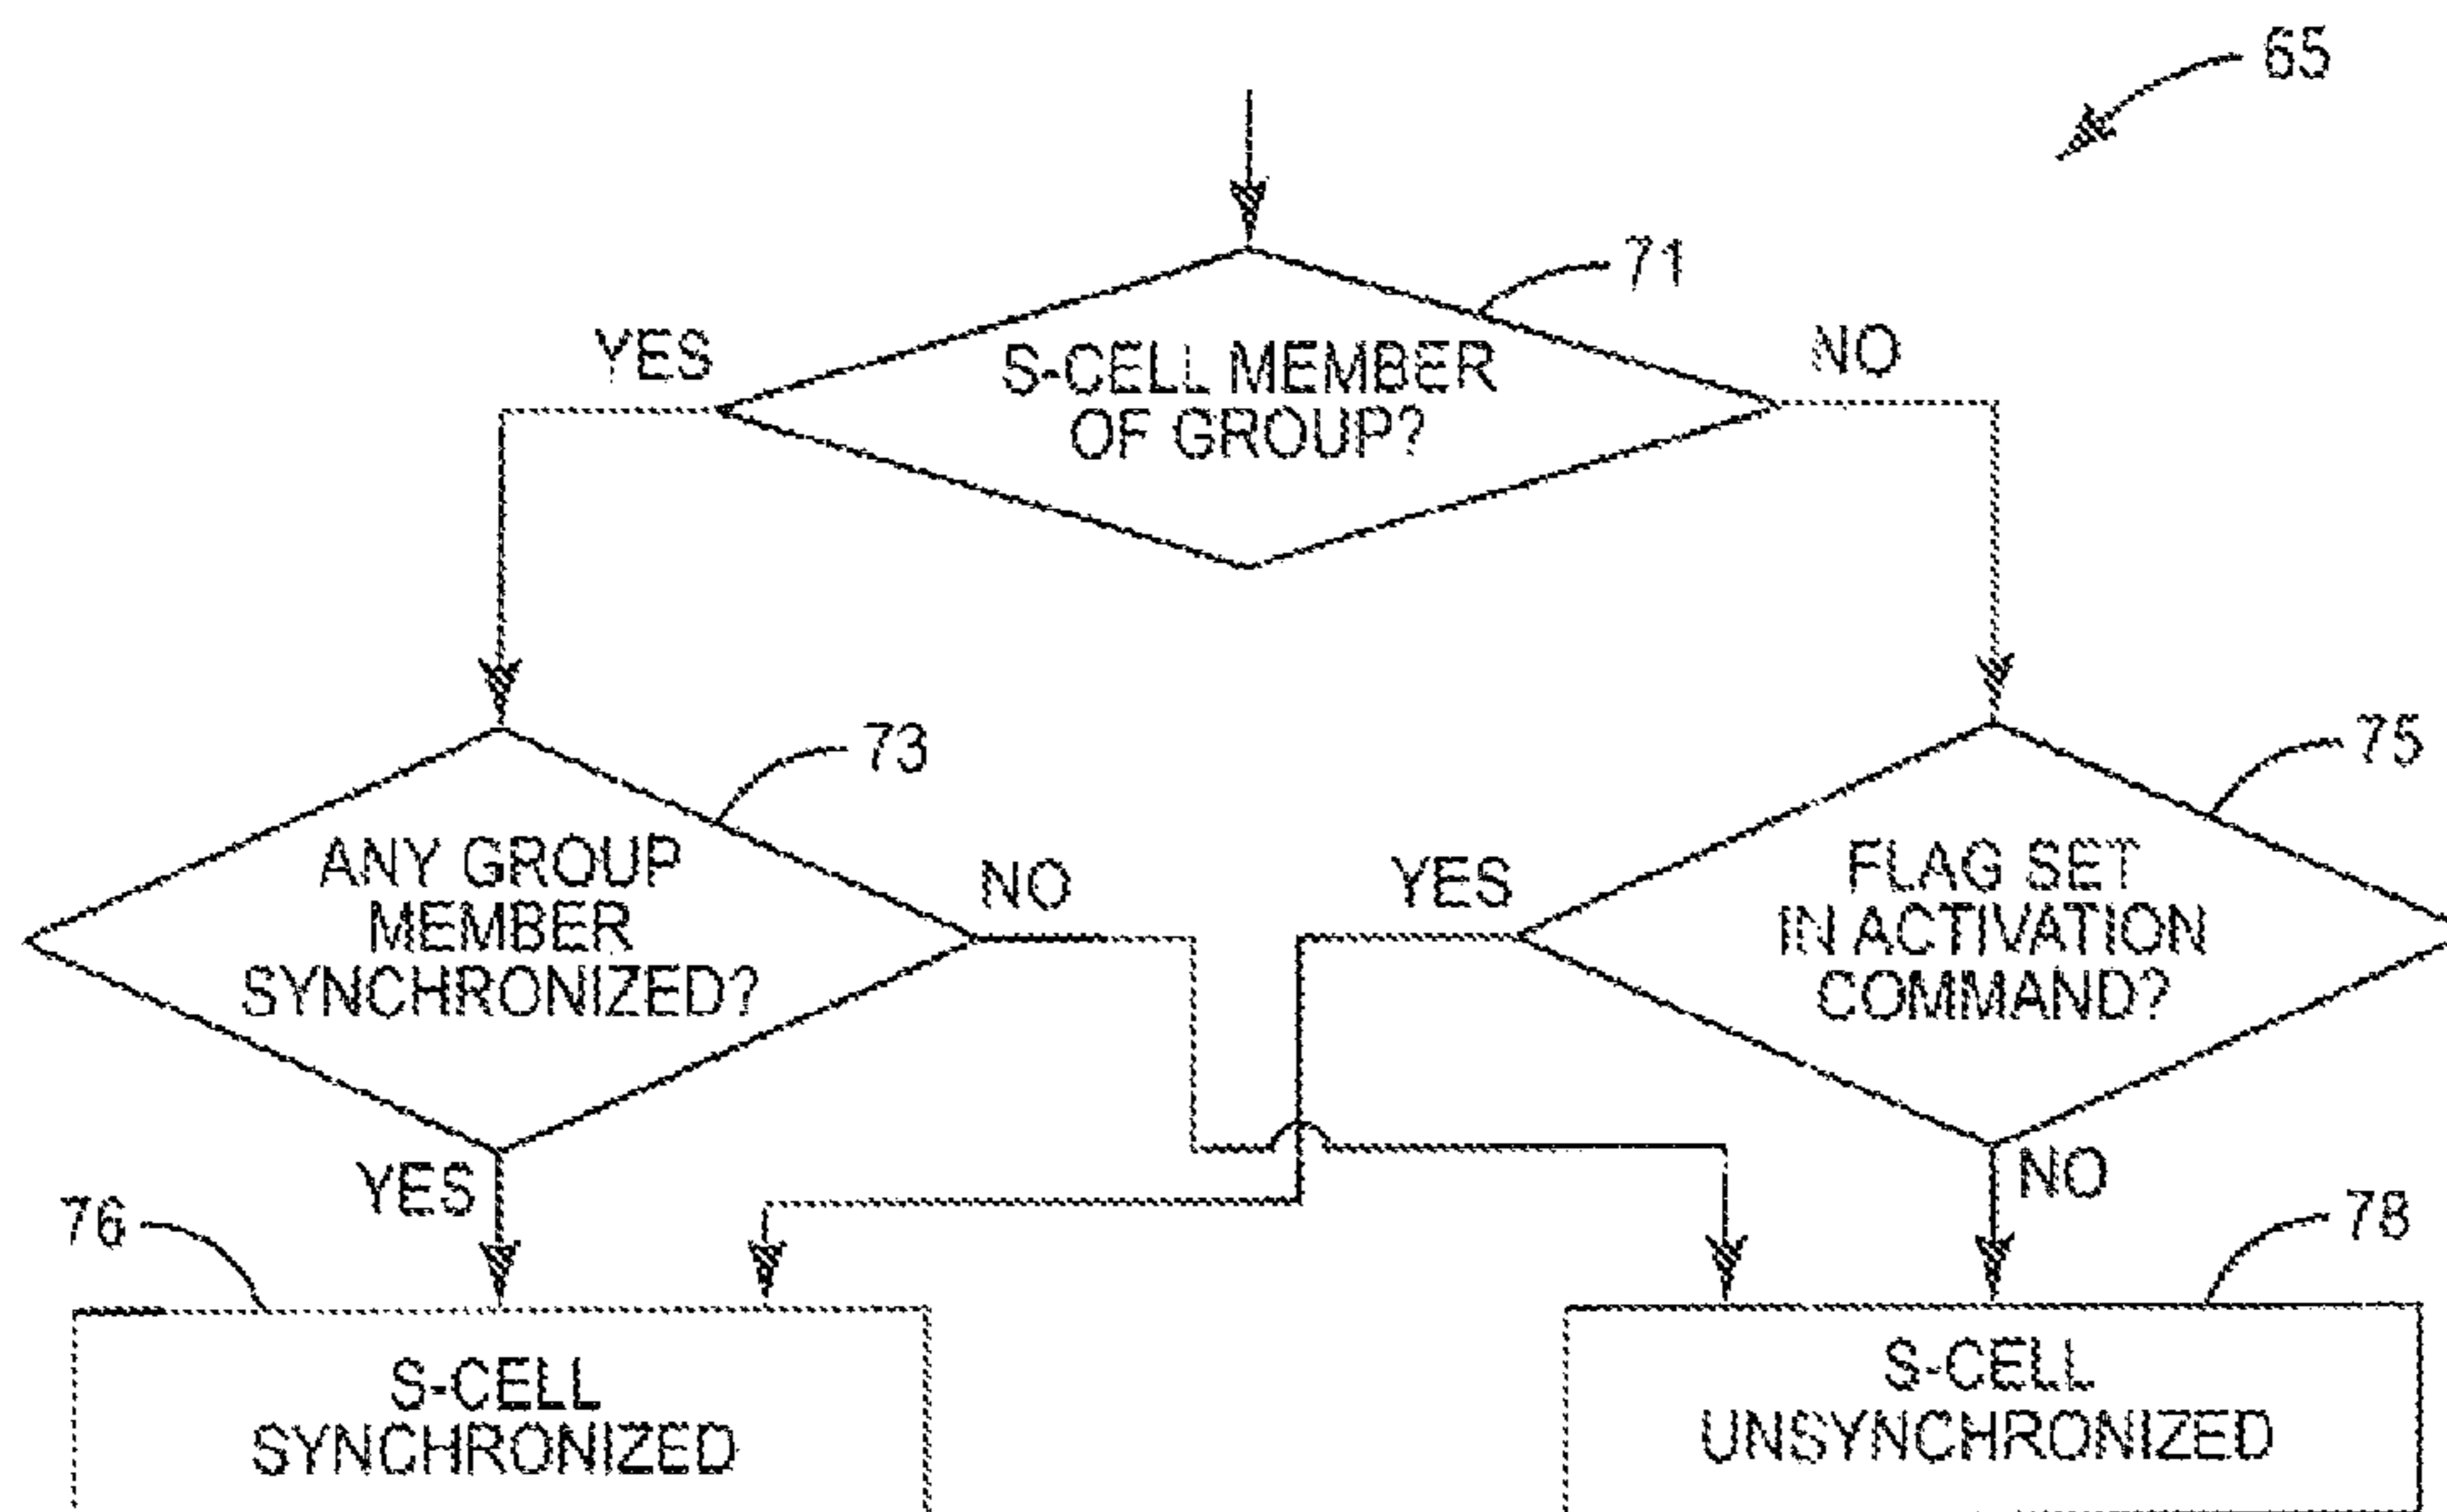 65
71
YES
NO
S-CELL MEMBER
OF GROUP?
73
75
ANY GROUP
MEMBER
SYNCHRONIZED?
NO
YES
FLAG SET
IN ACTIVATION
COMMAND?
YES
NO
76
78
S-CELL
SYNCHRONIZED
S-CELL
UNSYNCHRONIZED